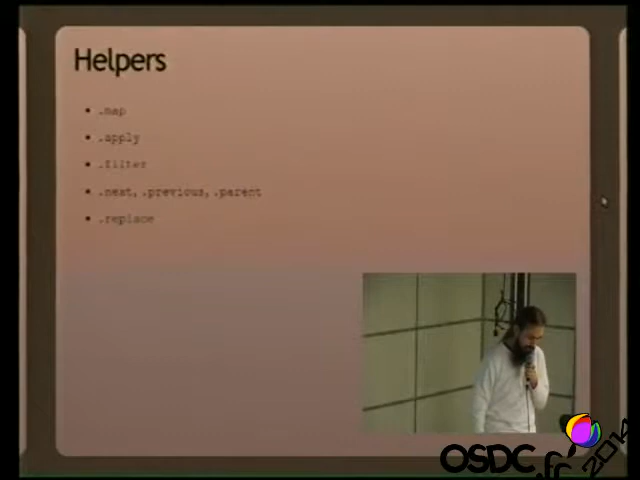 Helpers
• .map
• .apply
• .filter
• .next, .previous, .parent
• .replace
OSDC.fr 2014